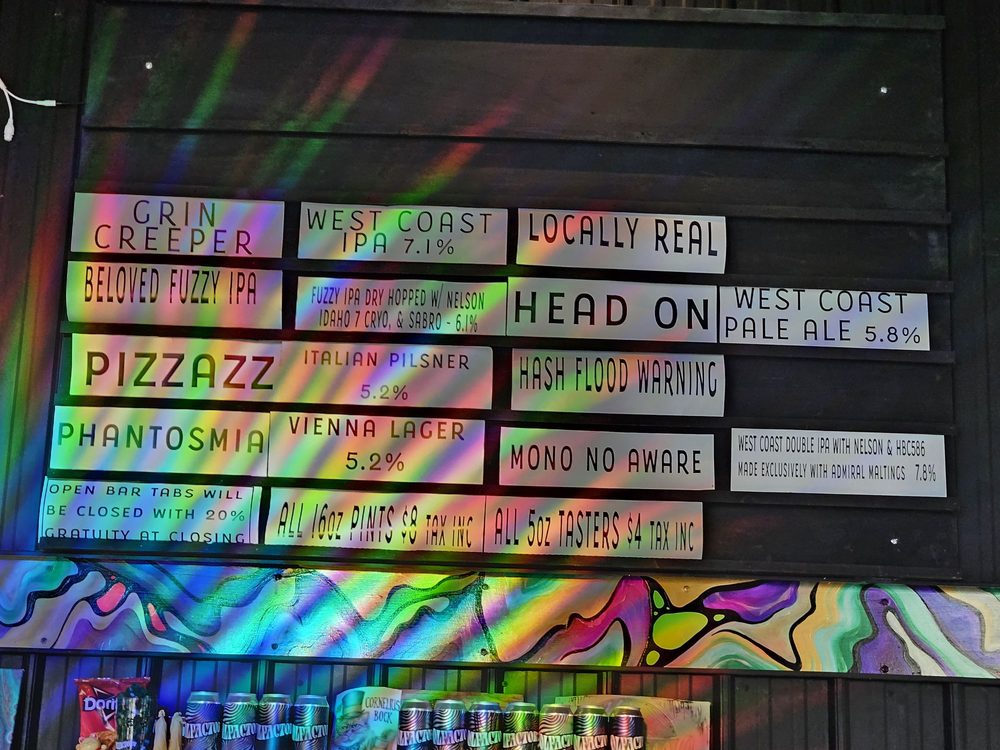 GRIN
CREEPER
WEST COAST
IPA 7.1%
LOCALLY REAL
BELOVED FUZZY IPA
FUZZY IPA DRY HOPPED W/ NELSON
IDAHO 7 CRYO, & SABRO - 6.1%
HEAD ON
WEST COAST
PALE ALE 5.8%
PIZZAZZ
ITALIAN PILSNER
5.2%
HASH FLOOD WARNING
PHANTOSMIA
VIENNA LAGER
5.2%
MONO NO AWARE
WEST COAST DOUBLE IPA WITH NELSON & HBC586
MADE EXCLUSIVELY WITH ADMIRAL MALTINGS 7.8%
OPEN BAR TABS WILL
BE CLOSED WITH 20%
GRATUITY AT CLOSING
ALL 16oz PINTS $8 TAX INC
ALL 5oz TASTERS $4 TAX INC
CORNELIUS
BOCK